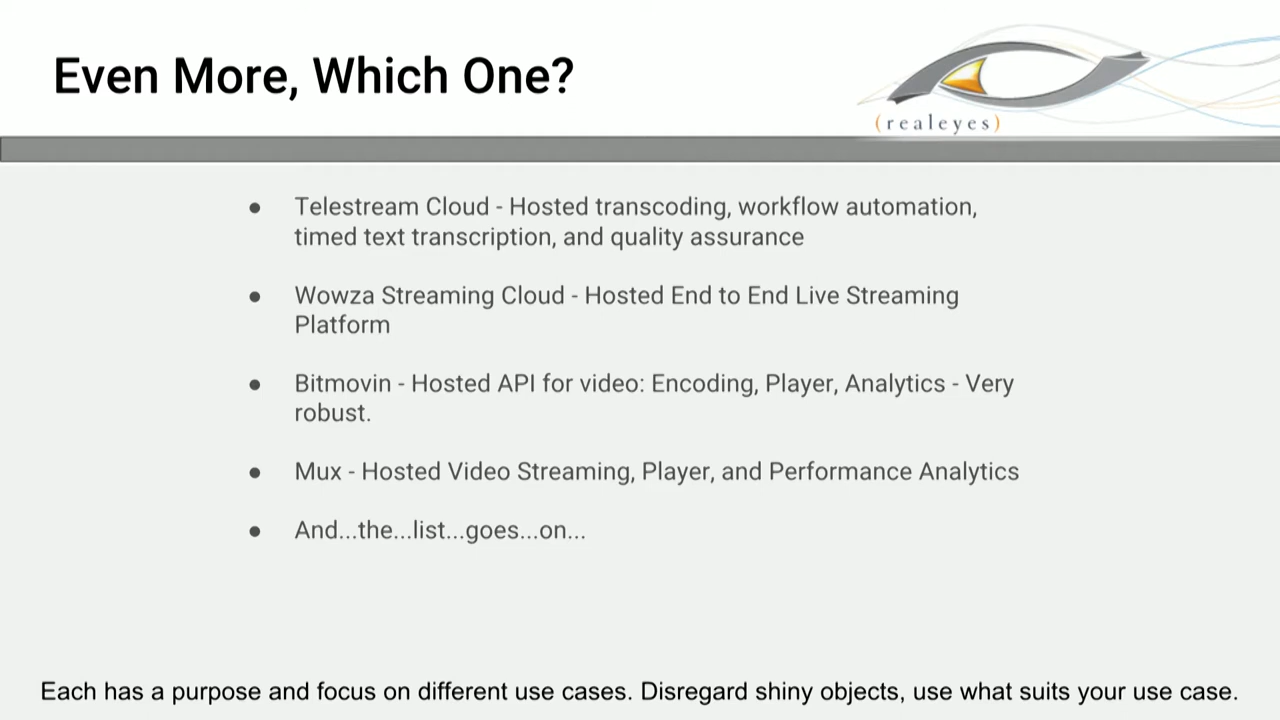 Even More, Which One?
(realeyes)
● Telestream Cloud - Hosted transcoding, workflow automation,
timed text transcription, and quality assurance
● Wowza Streaming Cloud - Hosted End to End Live Streaming
Platform
● Bitmovin - Hosted API for video: Encoding, Player, Analytics - Very
robust.
● Mux - Hosted Video Streaming, Player, and Performance Analytics
● And...the...list...goes...on...
Each has a purpose and focus on different use cases. Disregard shiny objects, use what suits your use case.